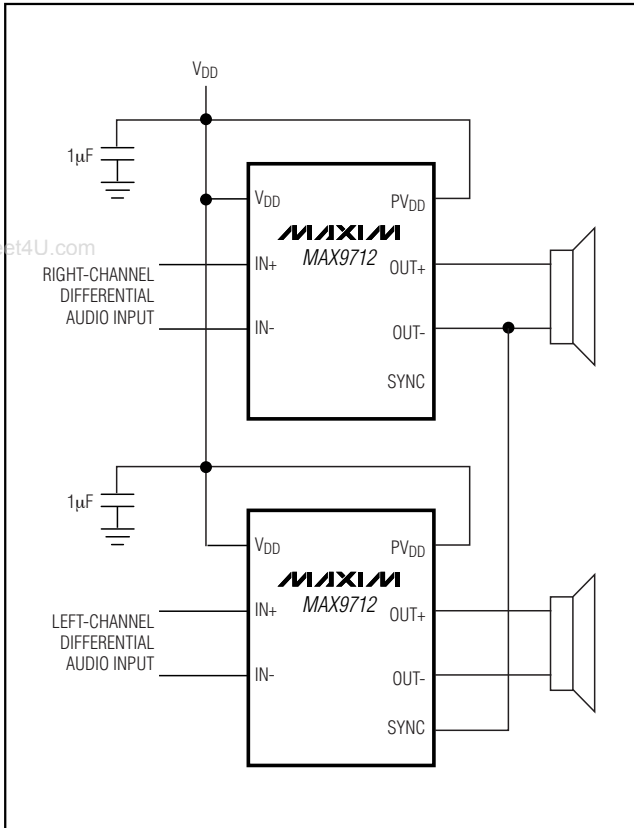 VDD
1µF
VDD
PVDD
MAXIM
MAX9712
et4U.com
IN+
OUT+
RIGHT-CHANNEL
DIFFERENTIAL
AUDIO INPUT
IN-
OUT-
SYNC
1µF
VDD
PVDD
MAXIM
MAX9712
IN+
OUT+
LEFT-CHANNEL
DIFFERENTIAL
AUDIO INPUT
IN-
OUT-
SYNC